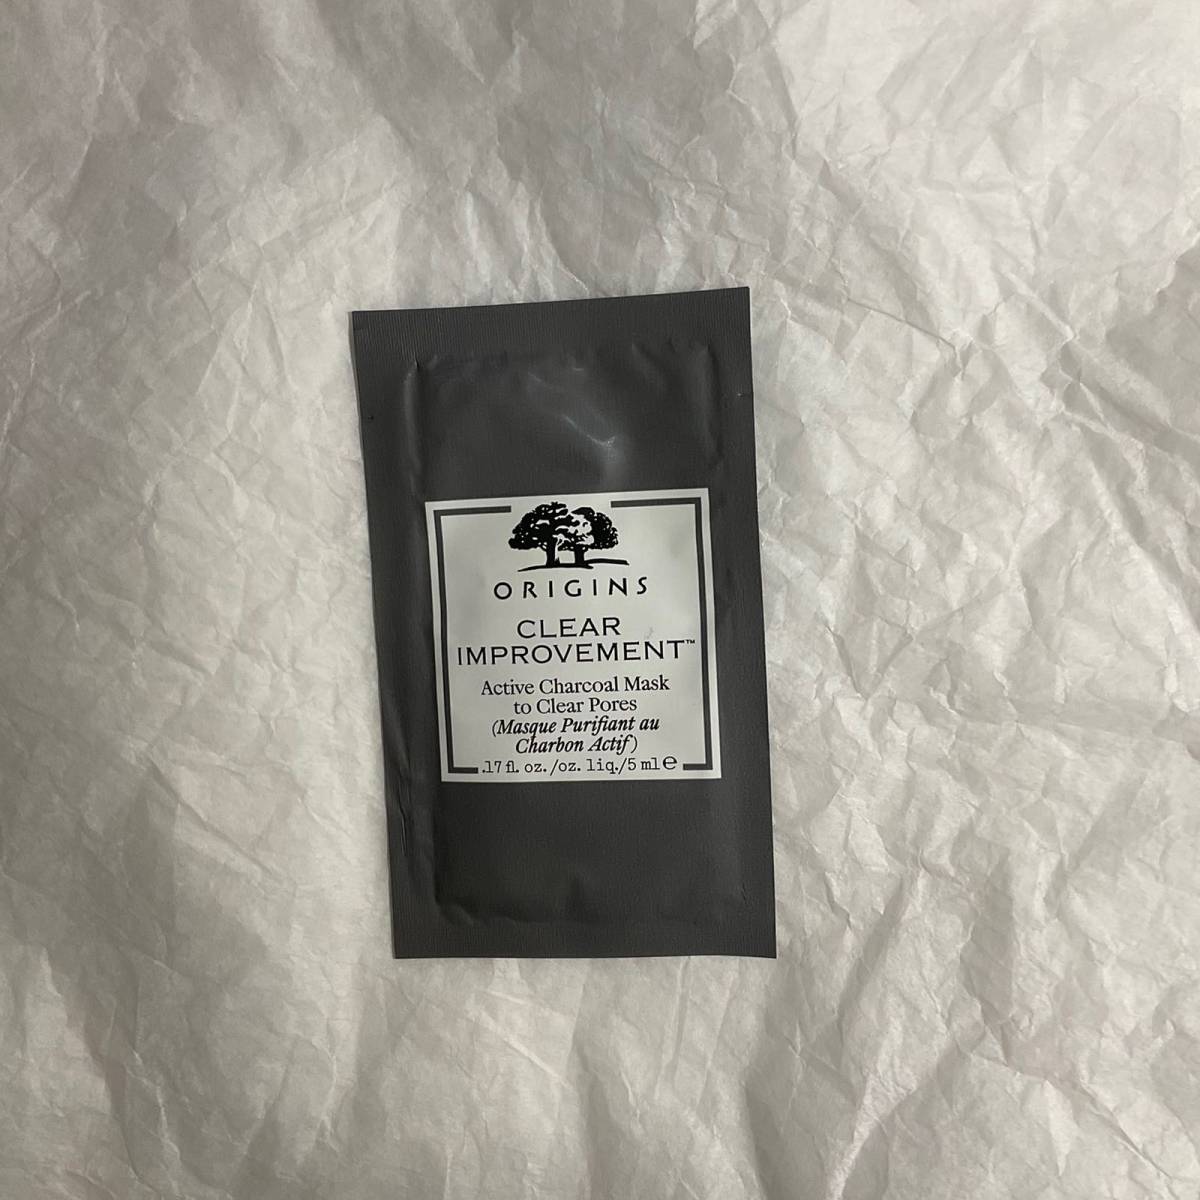 ORIGINS
CLEAR
IMPROVEMENT™
Active Charcoal Mask
to Clear Pores
(Masque Purifiant au
Charbon Actif)
.17 fl. oz./oz. liq./5 ml ℮